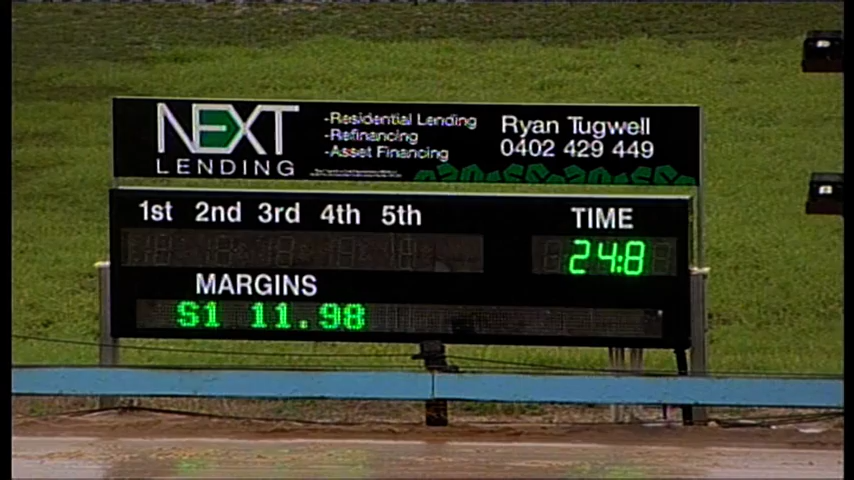 NEXT
LENDING
-Residential Lending
-Refinancing
-Asset Financing
Ryan Tugwell
0402 429 449
1st 2nd 3rd 4th 5th
TIME
24:8
MARGINS
S1 11.98